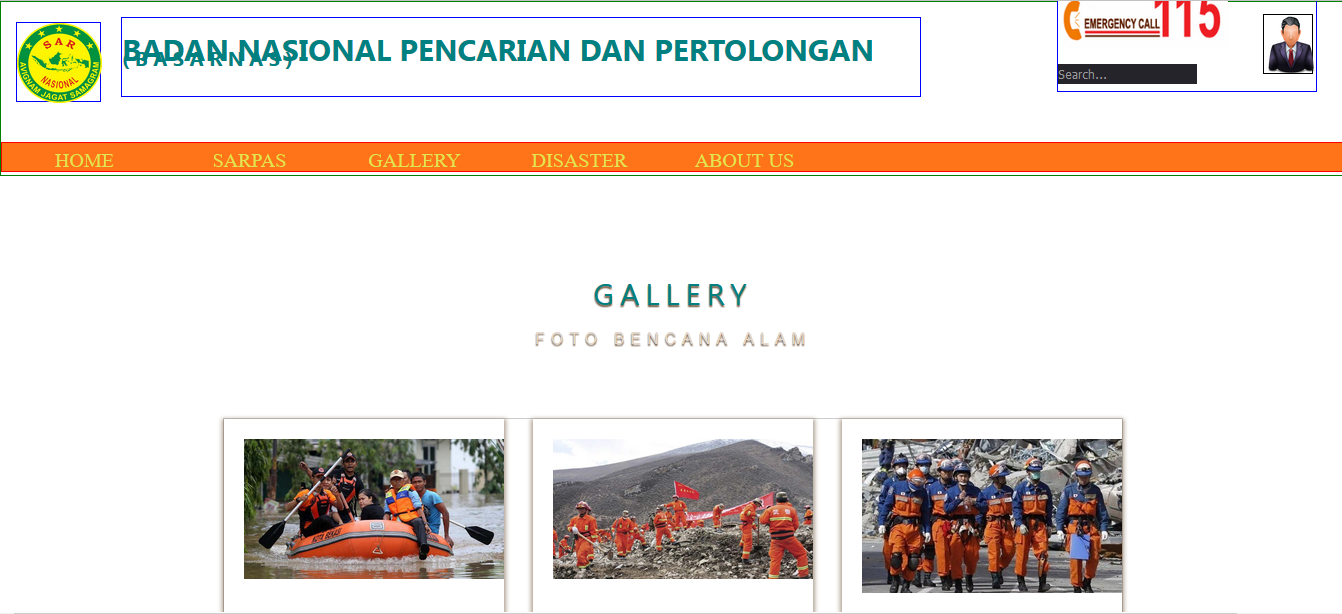 SAR
NASIONAL
AVIGNAM JAGAT SAMAGRAM
BADAN NASIONAL PENCARIAN DAN PERTOLONGAN
(BASARNAS)
EMERGENCY CALL 115
Search...
HOME SARPAS GALLERY DISASTER ABOUT US
GALLERY
FOTO BENCANA ALAM